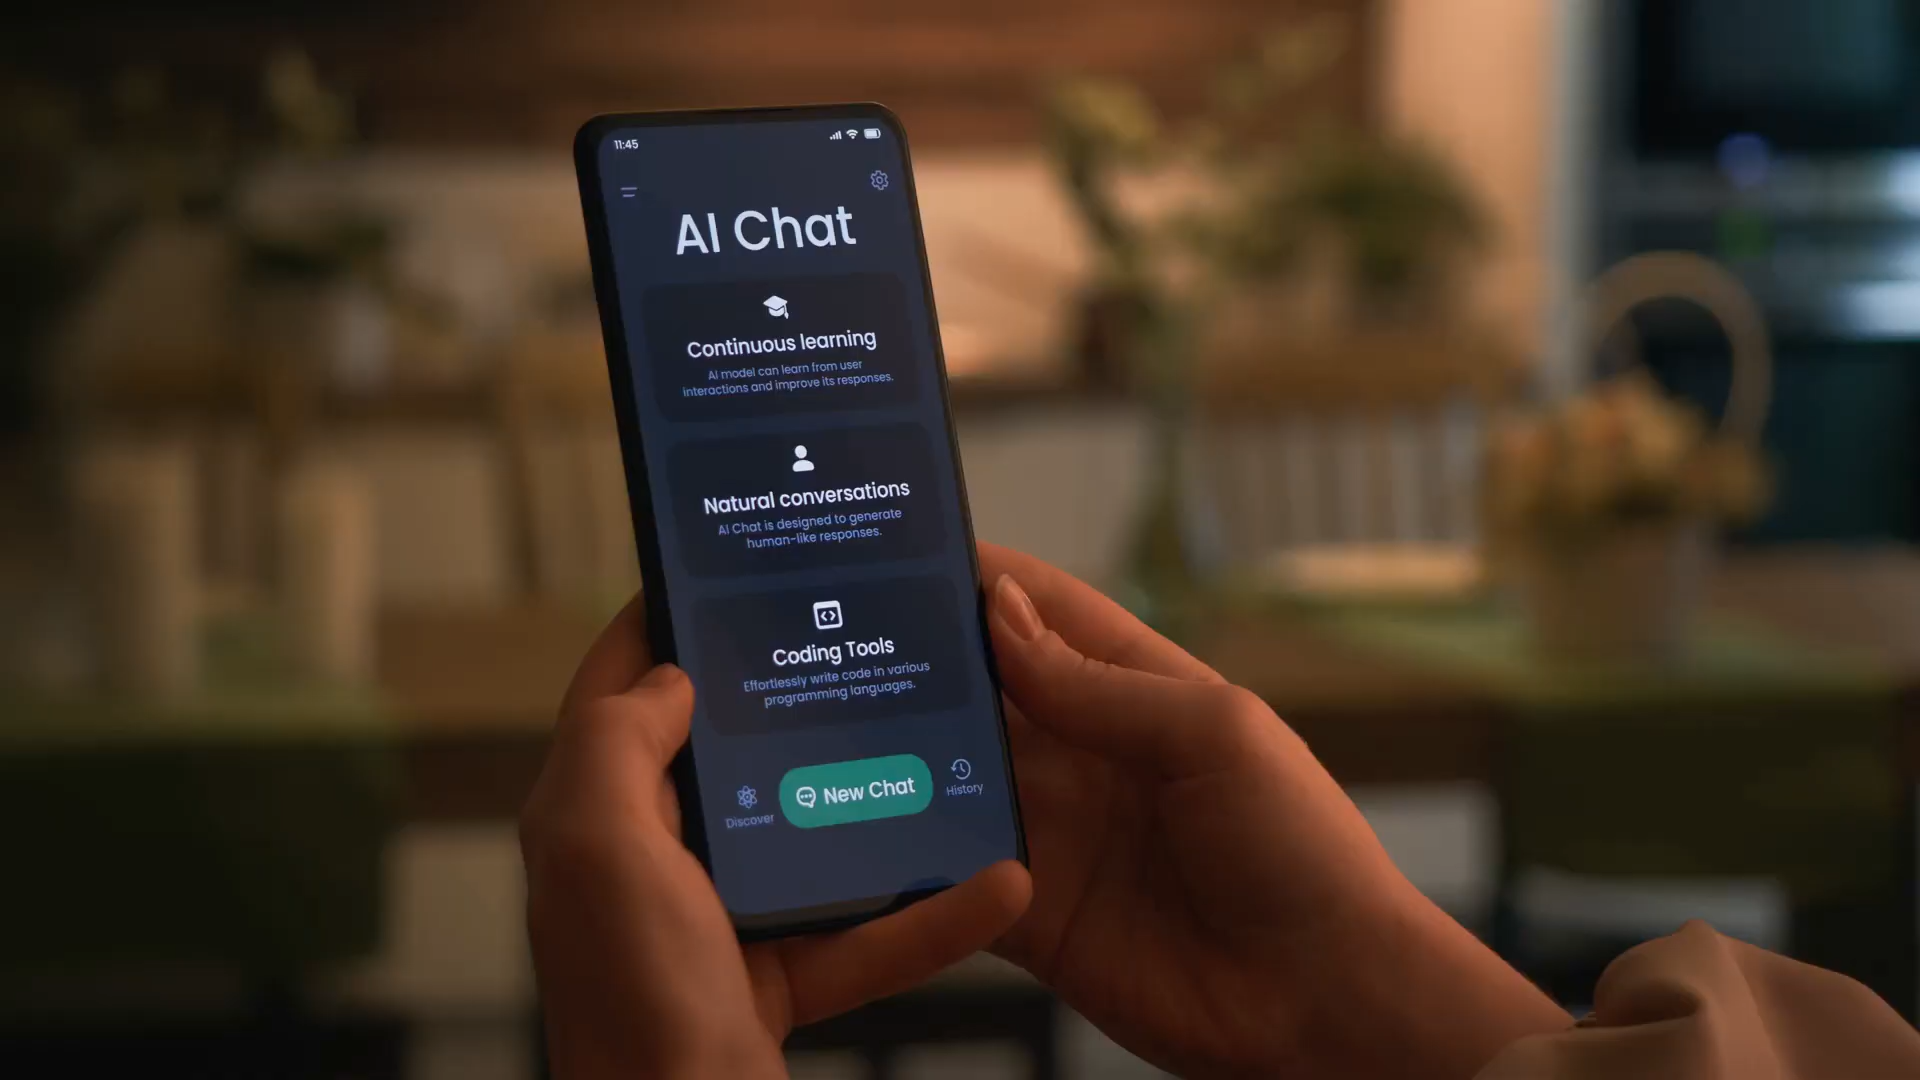 11:45
AI Chat
Continuous learning
AI model can learn from user
interactions and improve its responses.
Natural conversations
AI Chat is designed to generate
human-like responses.
Coding Tools
Effortlessly write code in various
programming languages.
Discover
New Chat
History